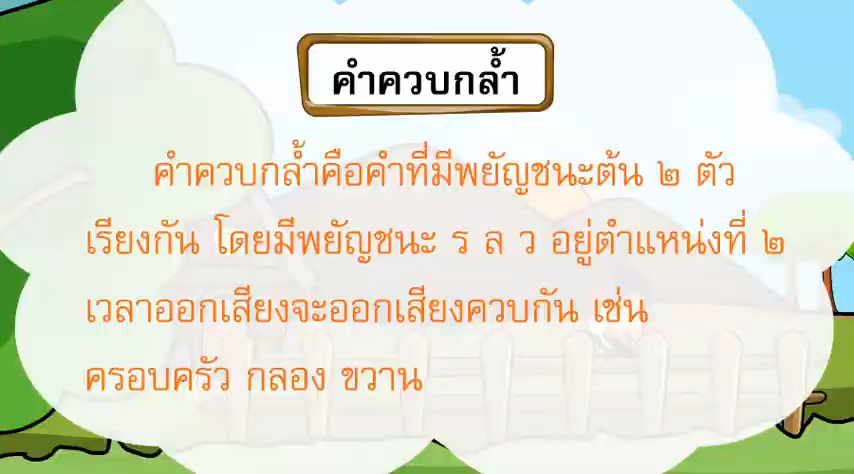 คำควบกล้ำ
คำควบกล้ำคือคำที่มีพยัญชนะต้น ๒ ตัว
เรียงกัน โดยมีพยัญชนะ ร ล ว อยู่ตำแหน่งที่ ๒
เวลาออกเสียงจะออกเสียงควบกัน เช่น
ครอบครัว กลอง ขวาน